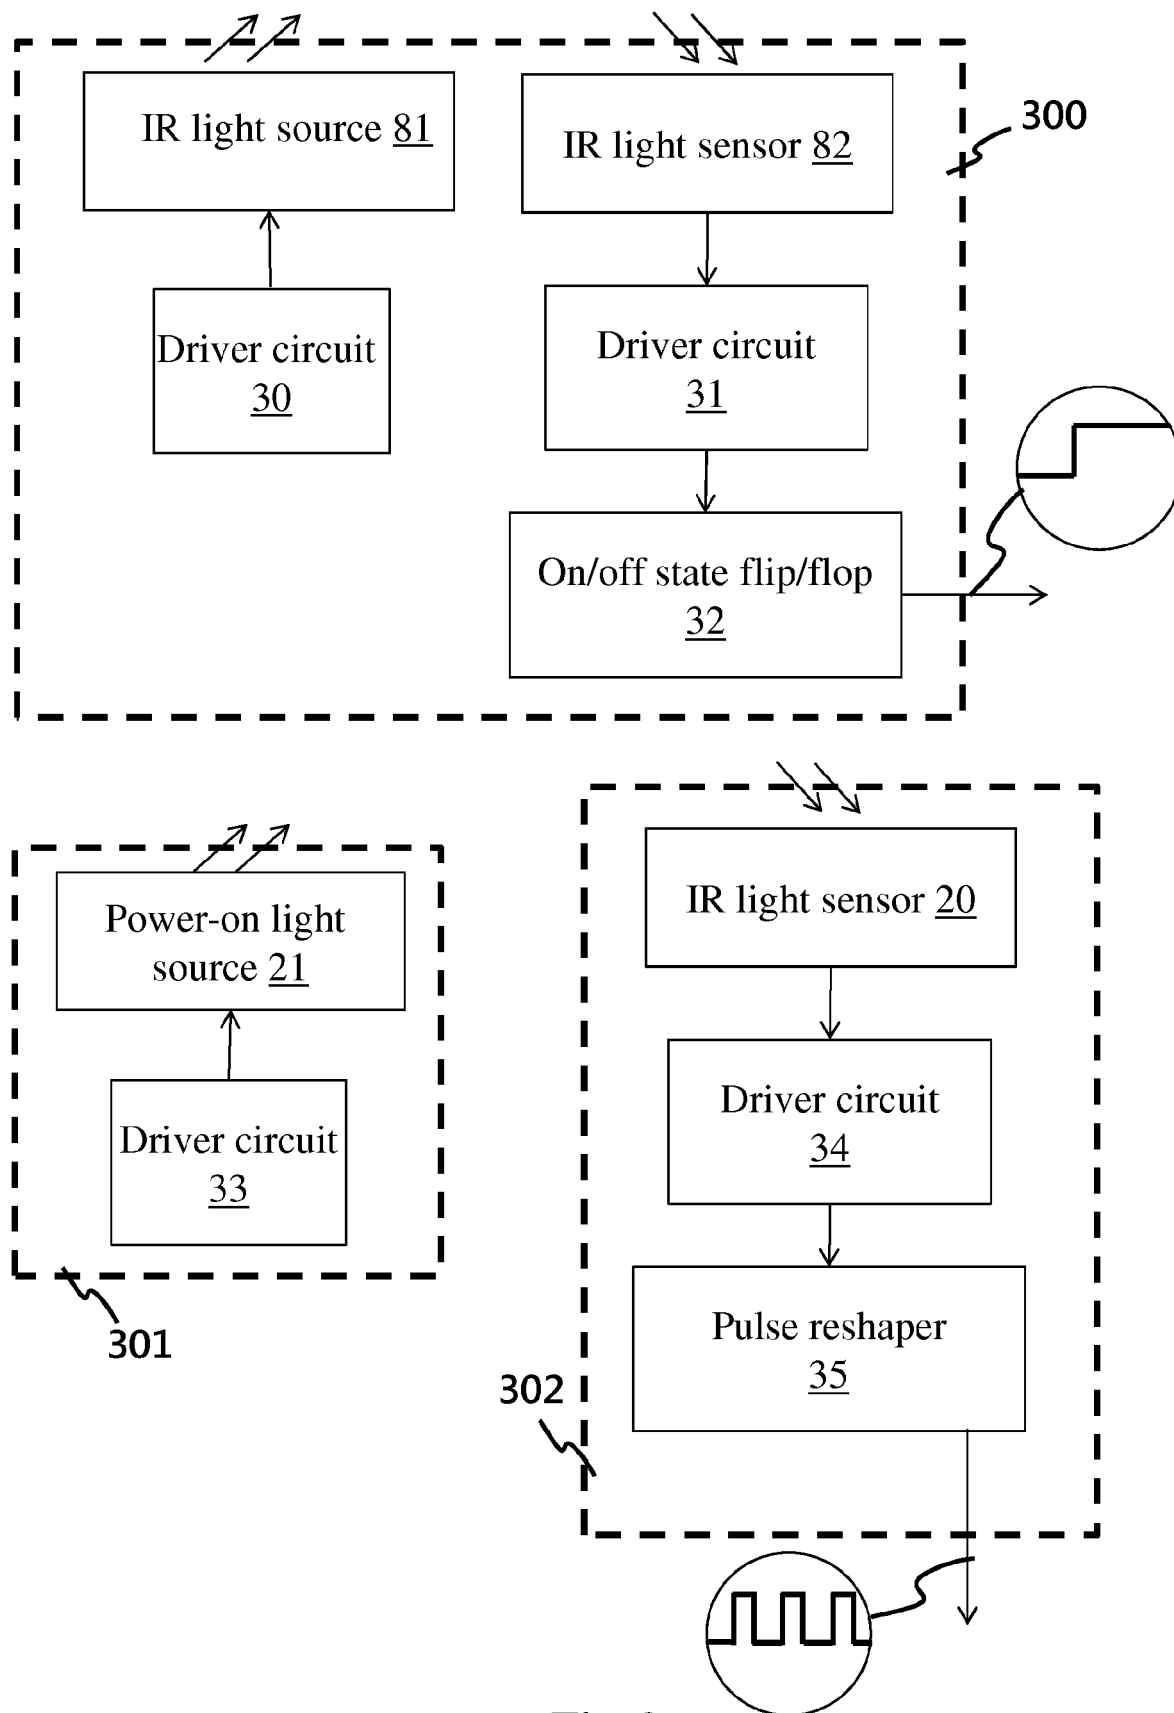 IR light source 81
IR light sensor 82
300
Driver circuit
30
Driver circuit
31
On/off state flip/flop
32
Power-on light
source 21
Driver circuit
33
301
IR light sensor 20
Driver circuit
34
Pulse reshaper
35
302